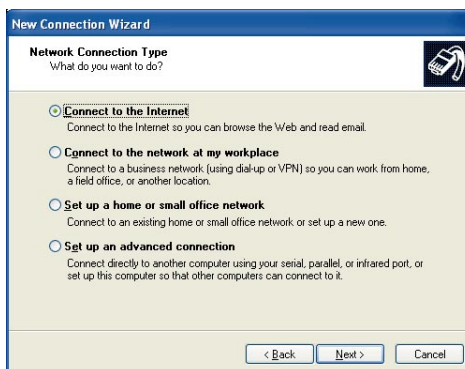 New Connection Wizard
Network Connection Type
What do you want to do?
Connect to the Internet
Connect to the Internet so you can browse the Web and read email.
Connect to the network at my workplace
Connect to a business network (using dial-up or VPN) so you can work from home,
a field office, or another location.
Set up a home or small office network
Connect to an existing home or small office network or set up a new one.
Set up an advanced connection
Connect directly to another computer using your serial, parallel, or infrared port, or
set up this computer so that other computers can connect to it.
< Back Next > Cancel